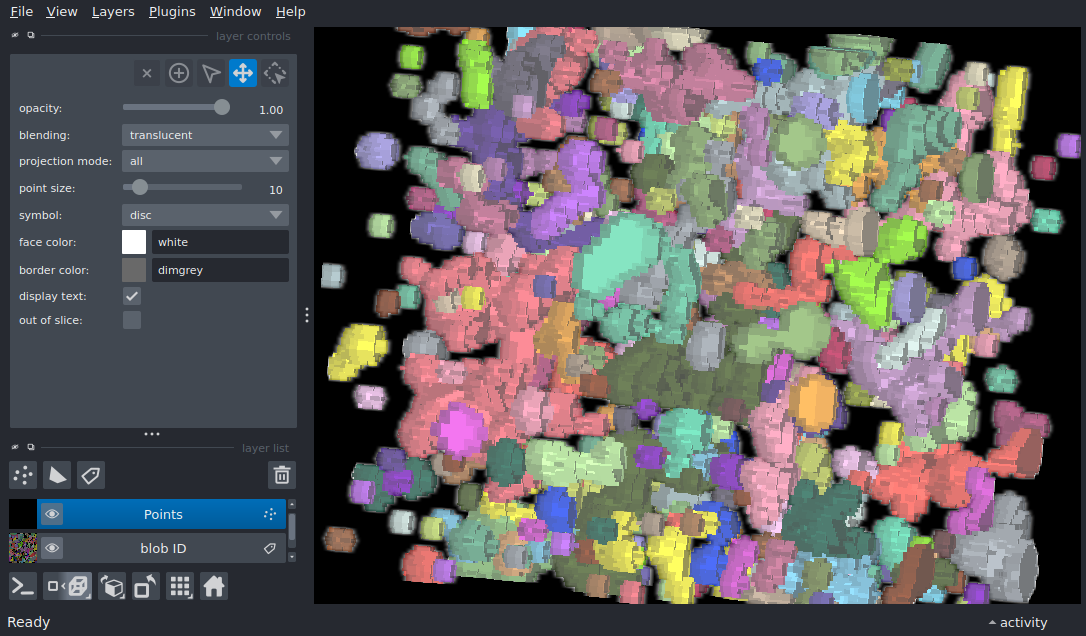 File View Layers Plugins Window Help
layer controls
opacity: 1.00
blending: translucent
projection mode: all
point size: 10
symbol: disc
face color: white
border color: dimgrey
display text:
out of slice:
layer list
Points
blob ID
Ready
activity